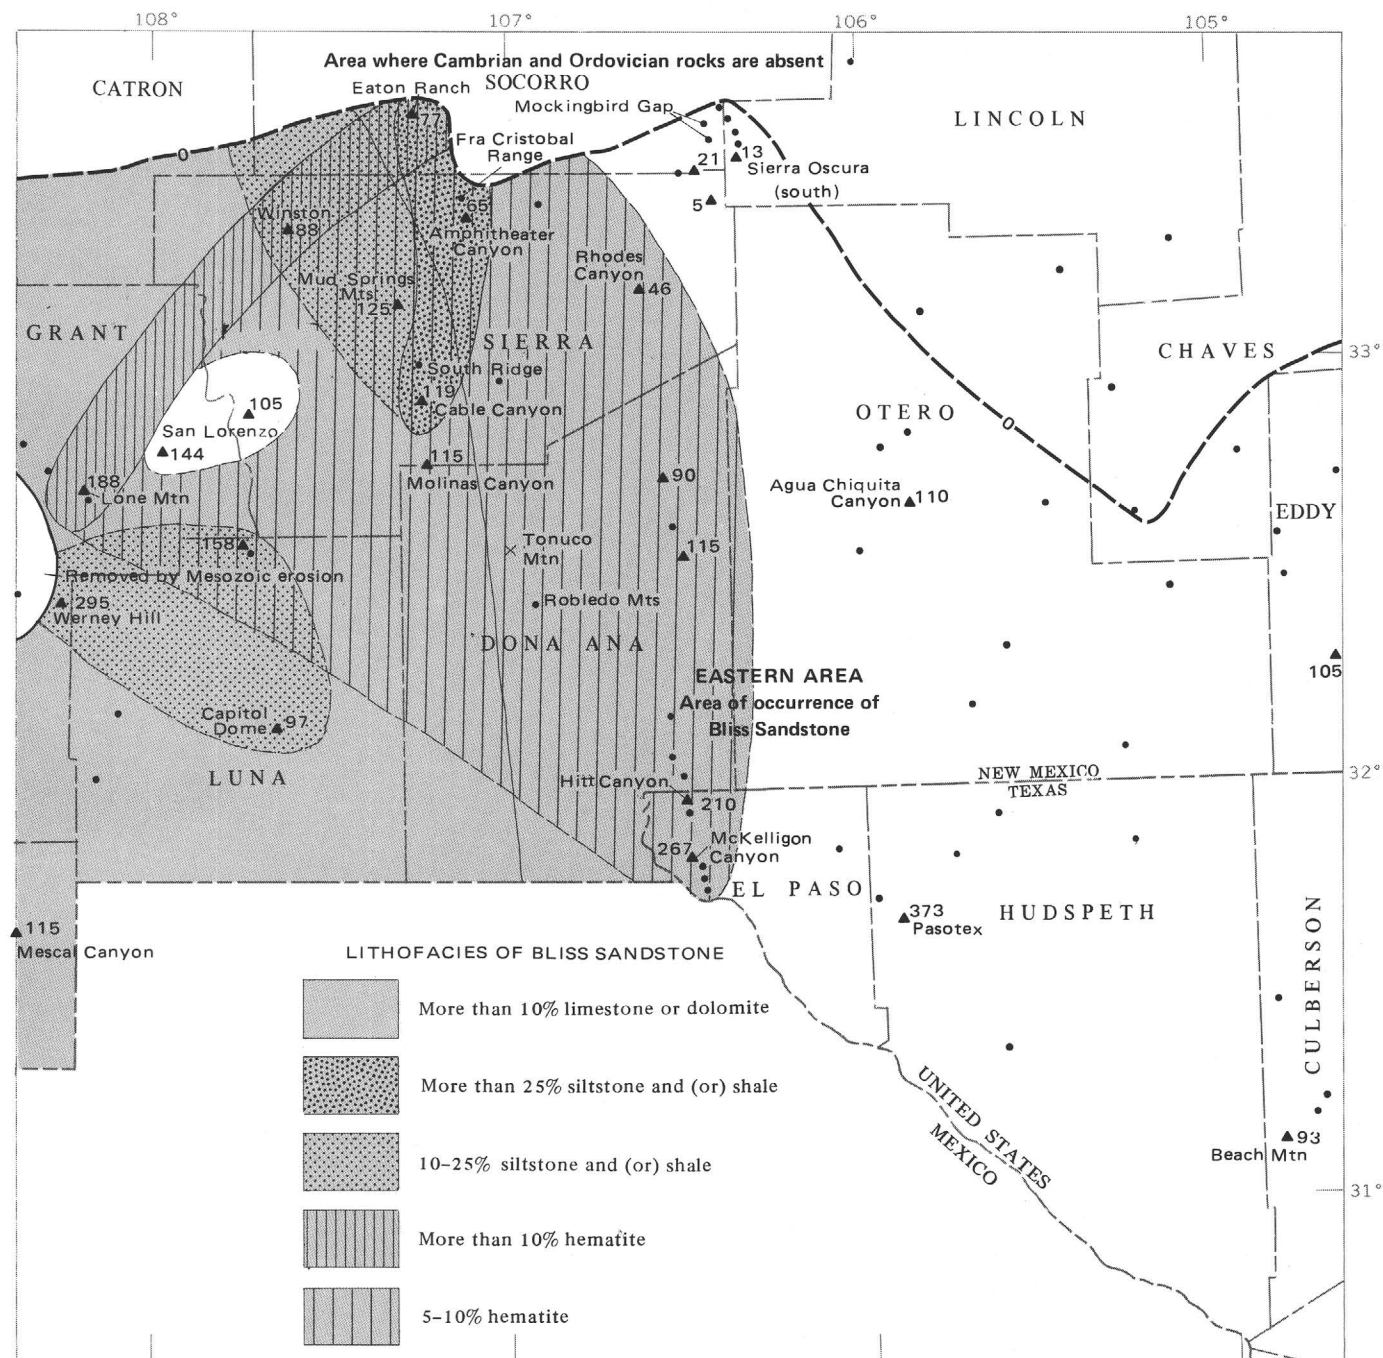 108°
107°
106°
105°
Area where Cambrian and Ordovician rocks are absent
CATRON
SOCORRO
Eaton Ranch
77
Mockingbird Gap
LINCOLN
Fra Cristobal
Range
0
21
13
Sierra Oscura
(south)
5
Winston
88
65
Amphitheater
Canyon
Rhodes
Canyon
46
Mud Springs
Mts
125
GRANT
SIERRA
33°
CHAVES
South Ridge
119
Cable Canyon
105
San Lorenzo
144
OTERO
0
115
Molinas Canyon
90
188
Lone Mtn
Agua Chiquita
Canyon
110
EDDY
158
Tonuco
Mtn
115
Removed by Mesozoic erosion
295
Werney Hill
Robledo Mts
DONA ANA
EASTERN AREA
Area of occurrence of
Bliss Sandstone
105
Capitol
Dome
97
LUNA
Hitt Canyon
210
NEW MEXICO
TEXAS
32°
267
McKelligon
Canyon
EL PASO
373
Pasotex
HUDSPETH
CULBERSON
115
Mescal Canyon
LITHOFACIES OF BLISS SANDSTONE
More than 10% limestone or dolomite
More than 25% siltstone and (or) shale
10-25% siltstone and (or) shale
More than 10% hematite
5-10% hematite
UNITED STATES
MEXICO
93
Beach Mtn
31°